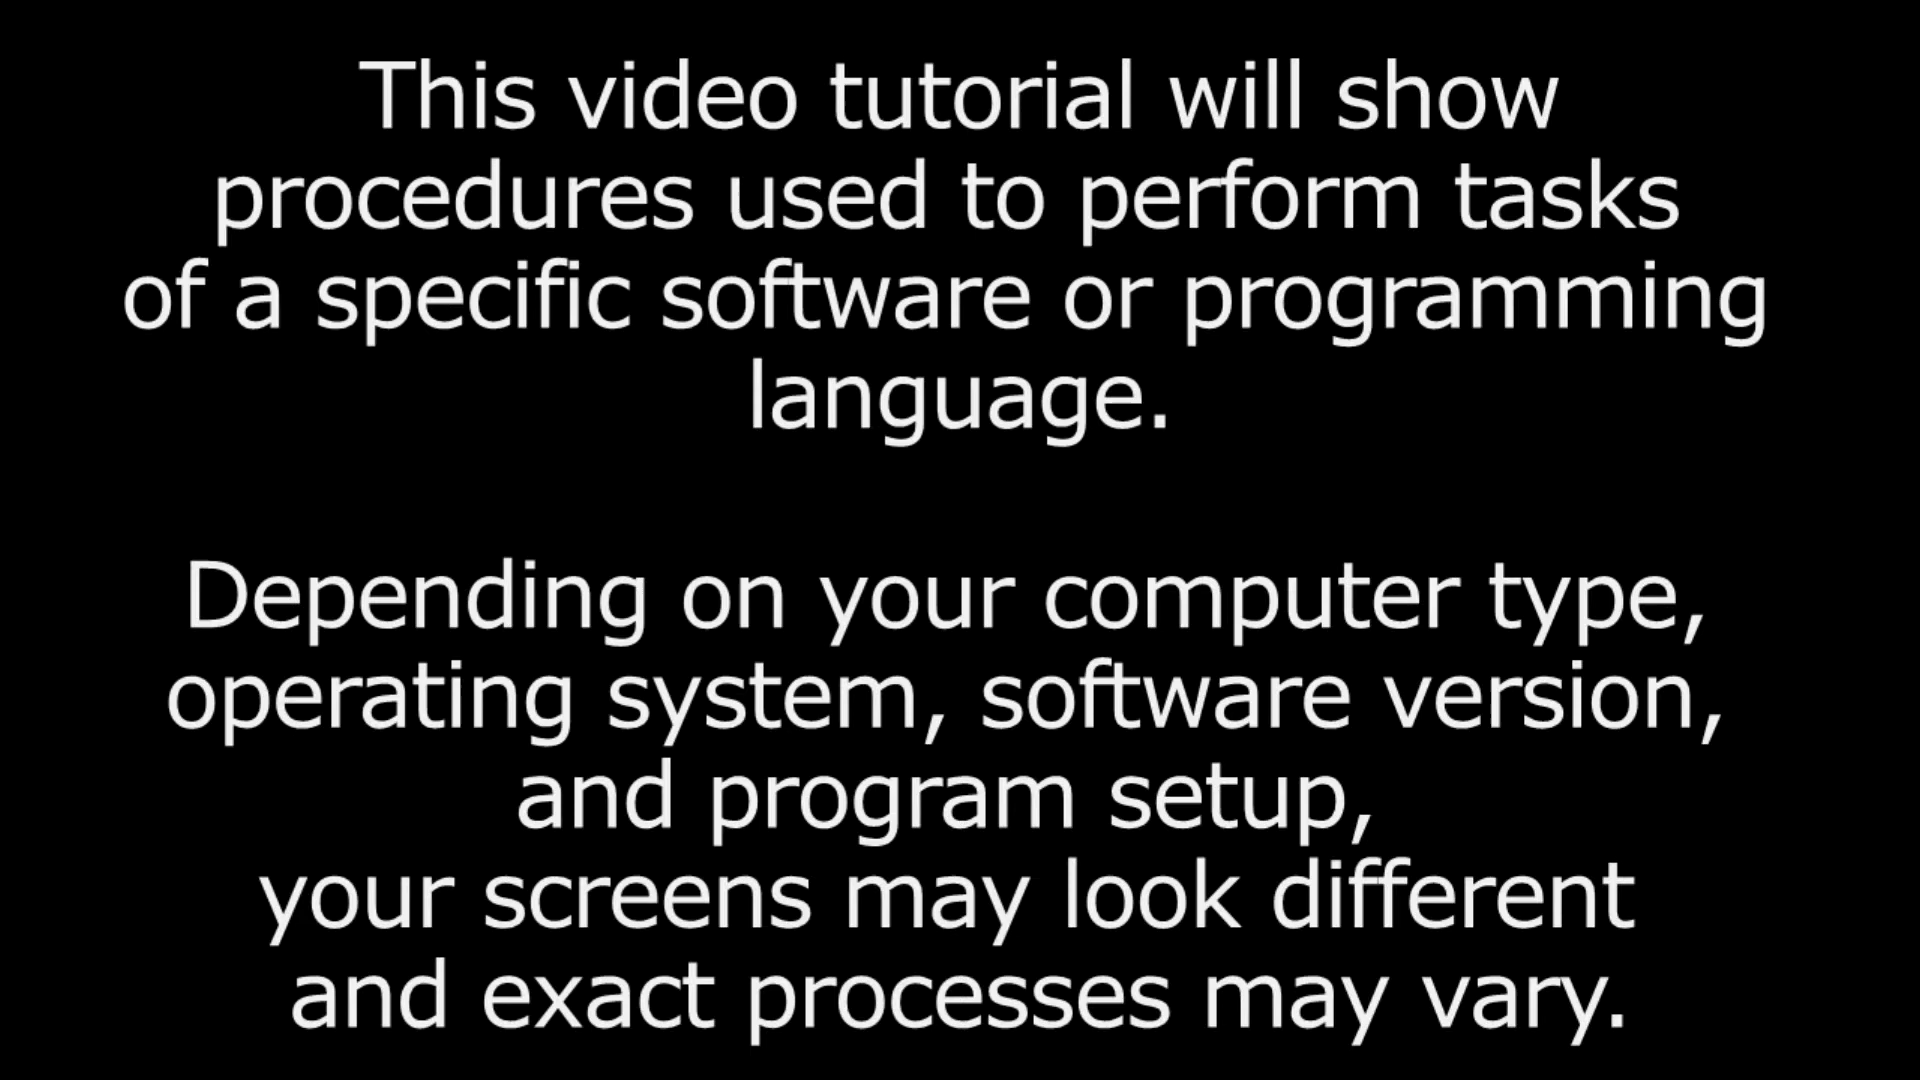 This video tutorial will show
procedures used to perform tasks
of a specific software or programming
language.
Depending on your computer type,
operating system, software version,
and program setup,
your screens may look different
and exact processes may vary.